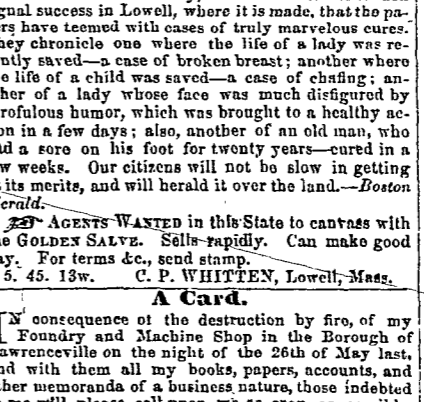 gnal success in Lowell, where it is made, that the pa-
rs have teemed with cases of truly marvelous cures.
hey chronicle one where the life of a lady was re-
ntly saved—a case of broken breast; another where
e life of a child was saved—a case of chafing; an-
her of a lady whose face was much disfigured by
rofulous humor, which was brought to a healthy ac-
on in a few days; also, another of an old man, who
d a sore on his foot for twenty years—cured in a
w weeks. Our citizens will not be slow in getting
its merits, and will herald it over the land.—Boston
erald.
AGENTS WANTED in this State to canvass with
e GOLDEN SALVE. Sells rapidly. Can make good
ay. For terms &c., send stamp.
5. 45. 13w. C. P. WHITTEN, Lowell, Mass.
A Card.
IN consequence of the destruction by fire, of my
Foundry and Machine Shop in the Borough of
awrenceville on the night of the 26th of May last,
nd with them all my books, papers, accounts, and
her memoranda of a business nature, those indebted